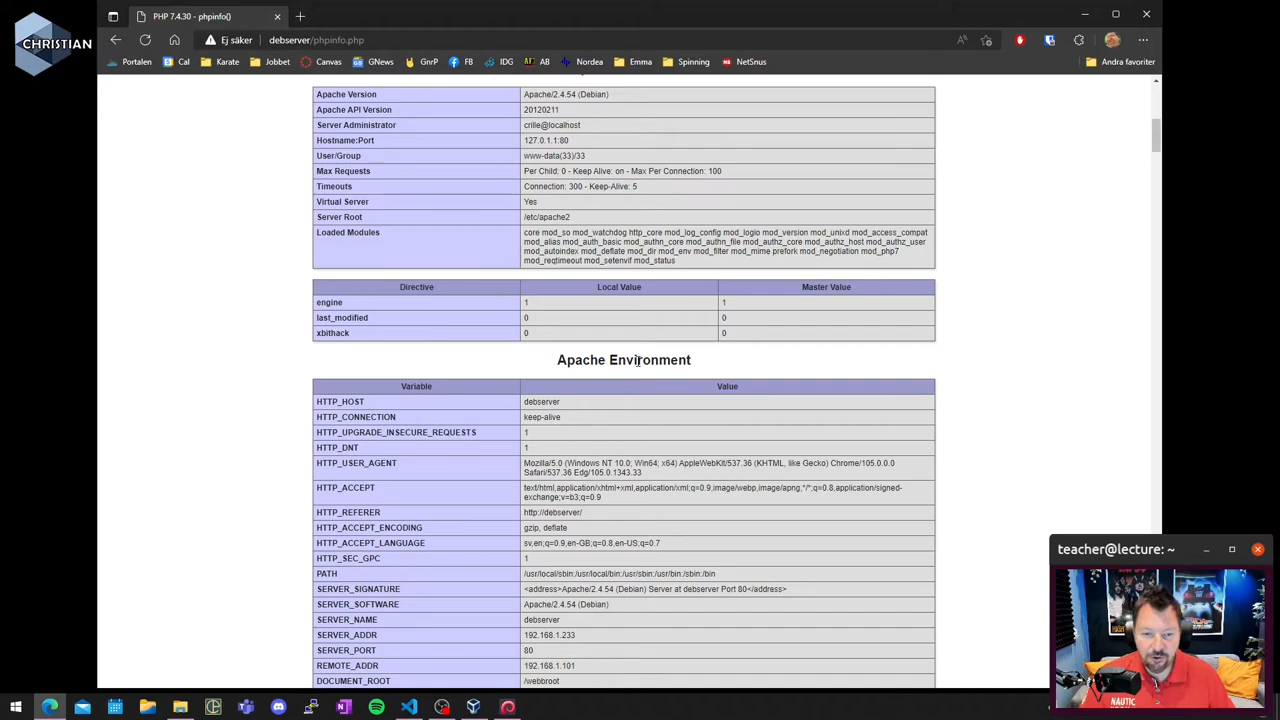 CHRISTIAN
PHP 7.4.30 - phpinfo()
Ej säker
debserver/phpinfo.php
Portalen
Cal
Karate
Jobbet
Canvas
GNews
GnrP
FB
IDG
AB
Nordea
Emma
Spinning
NetSnus
Andra favoriter
Apache Version Apache/2.4.54 (Debian)
Apache API Version 20120211
Server Administrator crille@localhost
Hostname:Port 127.0.1.1:80
User/Group www-data(33)/33
Max Requests Per Child: 0 - Keep Alive: on - Max Per Connection: 100
Timeouts Connection: 300 - Keep-Alive: 5
Virtual Server Yes
Server Root /etc/apache2
Loaded Modules core mod_so mod_watchdog http_core mod_log_config mod_logio mod_version mod_unixd mod_access_compat
mod_alias mod_auth_basic mod_authn_core mod_authn_file mod_authz_core mod_authz_host mod_authz_user
mod_autoindex mod_deflate mod_dir mod_env mod_filter mod_mime prefork mod_negotiation mod_php7
mod_reqtimeout mod_setenvif mod_status
Directive Local Value Master Value
engine 1 1
last_modified 0 0
xbithack 0 0
Apache Environment
Variable Value
HTTP_HOST debserver
HTTP_CONNECTION keep-alive
HTTP_UPGRADE_INSECURE_REQUESTS 1
HTTP_DNT 1
HTTP_USER_AGENT Mozilla/5.0 (Windows NT 10.0; Win64; x64) AppleWebKit/537.36 (KHTML, like Gecko) Chrome/105.0.0.0
Safari/537.36 Edg/105.0.1343.33
HTTP_ACCEPT text/html,application/xhtml+xml,application/xml;q=0.9,image/webp,image/apng,*/*;q=0.8,application/signed-
exchange;v=b3;q=0.9
HTTP_REFERER http://debserver/
HTTP_ACCEPT_ENCODING gzip, deflate
HTTP_ACCEPT_LANGUAGE sv,en;q=0.9,en-GB;q=0.8,en-US;q=0.7
HTTP_SEC_GPC 1
PATH /usr/local/sbin:/usr/local/bin:/usr/sbin:/usr/bin:/sbin:/bin
SERVER_SIGNATURE <address>Apache/2.4.54 (Debian) Server at debserver Port 80</address>
SERVER_SOFTWARE Apache/2.4.54 (Debian)
SERVER_NAME debserver
SERVER_ADDR 192.168.1.233
SERVER_PORT 80
REMOTE_ADDR 192.168.1.101
DOCUMENT_ROOT /webroot
teacher@lecture: ~
NAUTIC